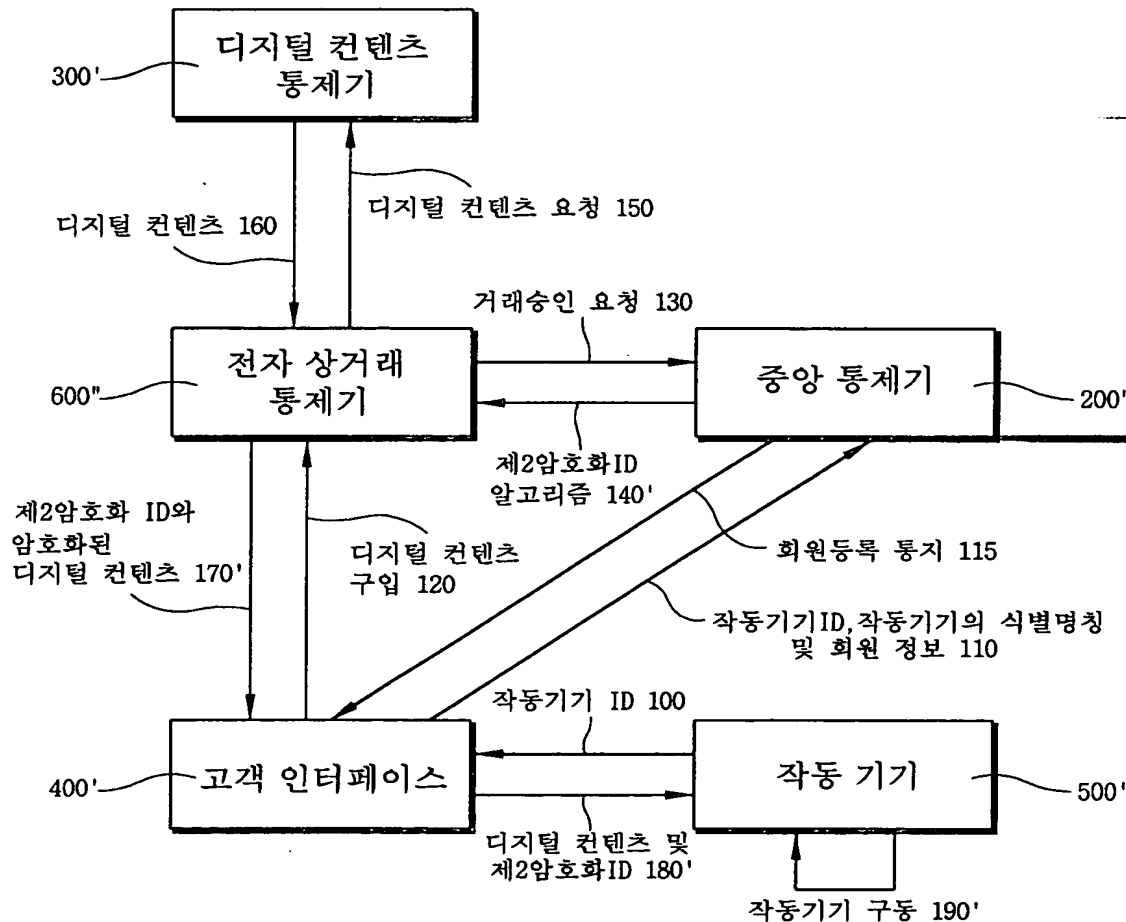 디지털 컨텐츠
통제기
300'
디지털 컨텐츠 요청 150
디지털 컨텐츠 160
거래승인 요청 130
전자 상거래
통제기
600"
중앙 통제기
200'
제2암호화ID
알고리즘 140'
제2암호화 ID와
암호화된
디지털 컨텐츠 170'
디지털 컨텐츠
구입 120
회원등록 통지 115
작동기기ID,작동기기의 식별명칭
및 회원 정보 110
작동기기 ID 100
고객 인터페이스
400'
작동 기기
500'
디지털 컨텐츠 및
제2암호화ID 180'
작동기기 구동 190'